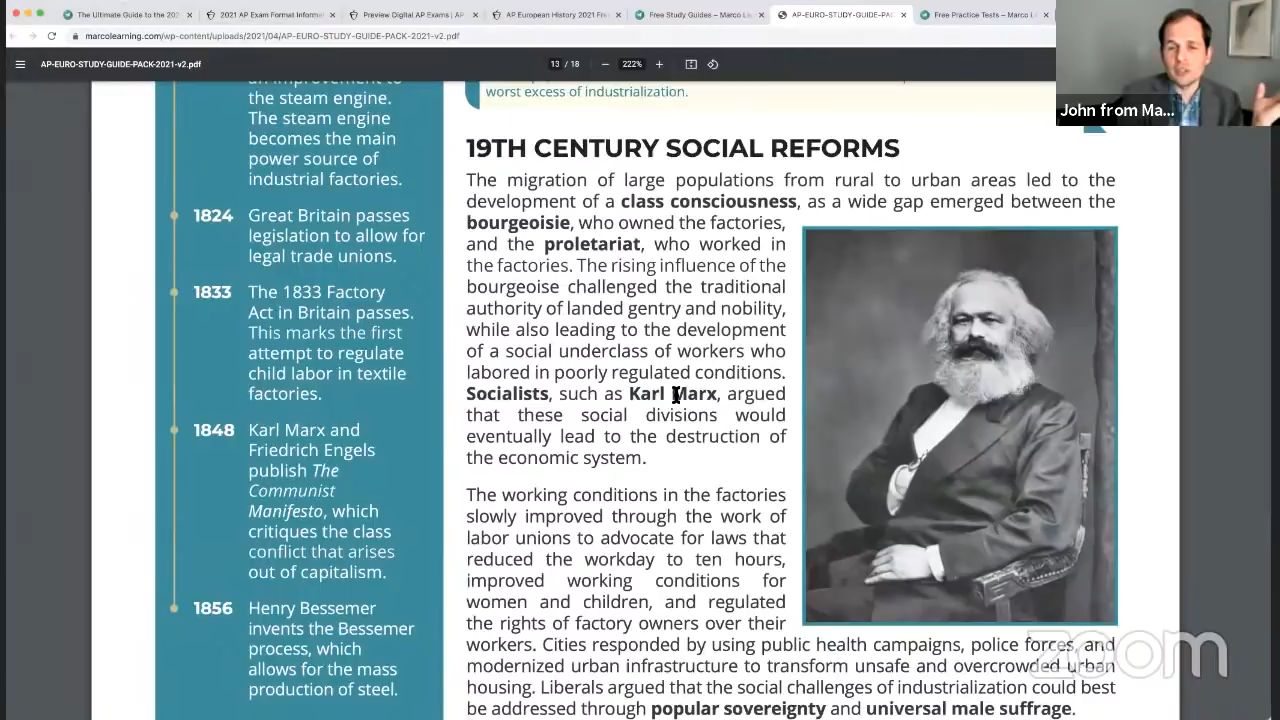 The Ultimate Guide to the 202
2021 AP Exam Format Informat
Preview Digital AP Exams | AP
AP European History 2021 Fre
Free Study Guides – Marco Le
AP-EURO-STUDY-GUIDE-PAC
Free Practice Tests – Marco L
marcolearning.com/wp-content/uploads/2021/04/AP-EURO-STUDY-GUIDE-PACK-2021-v2.pdf
AP-EURO-STUDY-GUIDE-PACK-2021-v2.pdf
13 / 18
222%
John from Ma...
an improvement to
the steam engine.
The steam engine
becomes the main
power source of
industrial factories.
1824 Great Britain passes
legislation to allow for
legal trade unions.
1833 The 1833 Factory
Act in Britain passes.
This marks the first
attempt to regulate
child labor in textile
factories.
1848 Karl Marx and
Friedrich Engels
publish The
Communist
Manifesto, which
critiques the class
conflict that arises
out of capitalism.
1856 Henry Bessemer
invents the Bessemer
process, which
allows for the mass
production of steel.
worst excess of industrialization.
19TH CENTURY SOCIAL REFORMS
The migration of large populations from rural to urban areas led to the
development of a class consciousness, as a wide gap emerged between the
bourgeoisie, who owned the factories,
and the proletariat, who worked in
the factories. The rising influence of the
bourgeoise challenged the traditional
authority of landed gentry and nobility,
while also leading to the development
of a social underclass of workers who
labored in poorly regulated conditions.
Socialists, such as Karl Marx, argued
that these social divisions would
eventually lead to the destruction of
the economic system.
The working conditions in the factories
slowly improved through the work of
labor unions to advocate for laws that
reduced the workday to ten hours,
improved working conditions for
women and children, and regulated
the rights of factory owners over their
workers. Cities responded by using public health campaigns, police forces, and
modernized urban infrastructure to transform unsafe and overcrowded urban
housing. Liberals argued that the social challenges of industrialization could best
be addressed through popular sovereignty and universal male suffrage.
zoom